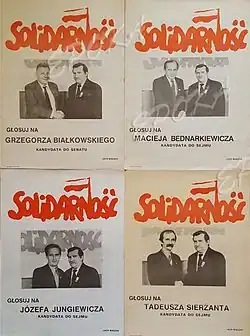 SOLIDARNOŚĆ
GŁOSUJ NA
GRZEGORZA BIAŁKOWSKIEGO
KANDYDATA DO SENATU
SOLIDARNOŚĆ
GŁOSUJ NA
MACIEJA BEDNARKIEWICZA
KANDYDATA DO SEJMU
SOLIDARNOŚĆ
GŁOSUJ NA
JÓZEFA JUNGIEWICZA
KANDYDATA DO SEJMU
SOLIDARNOŚĆ
GŁOSUJ NA
TADEUSZA SIERZANTA
KANDYDATA DO SEJMU